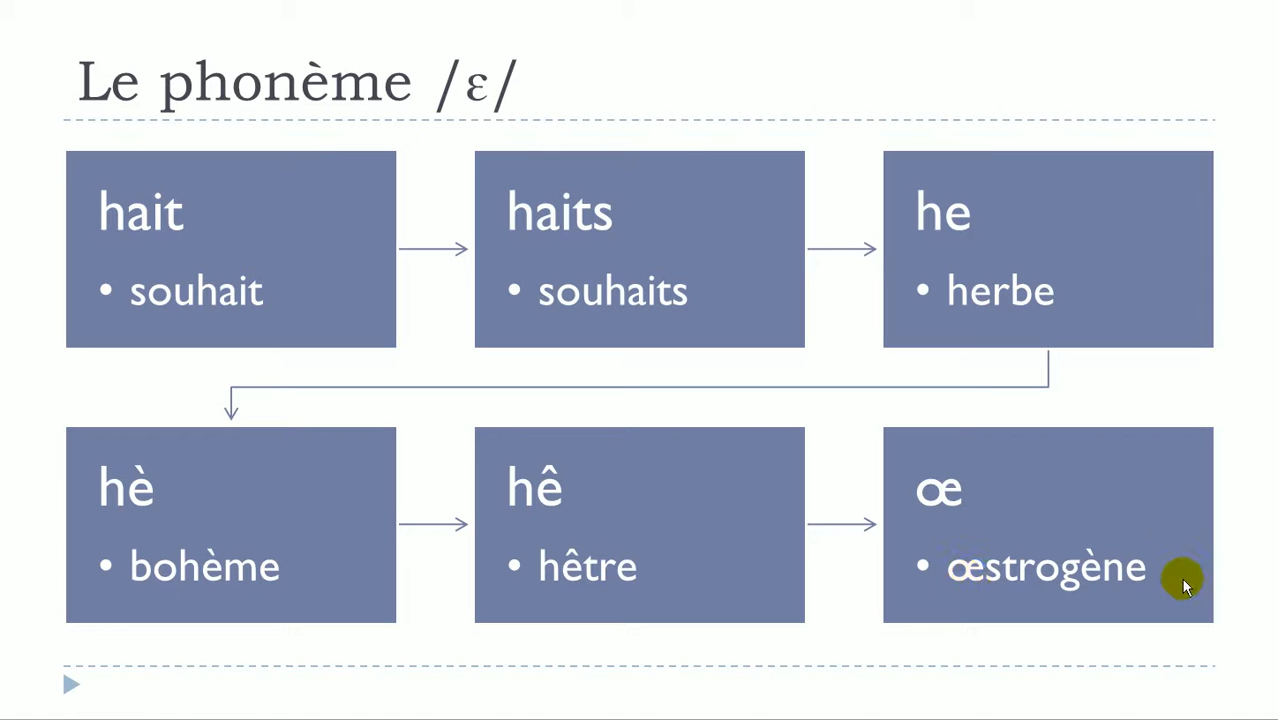 Le phonème /ε/
hait
• souhait
haits
• souhaits
he
• herbe
hè
• bohème
hê
• hêtre
œ
• œstrogène